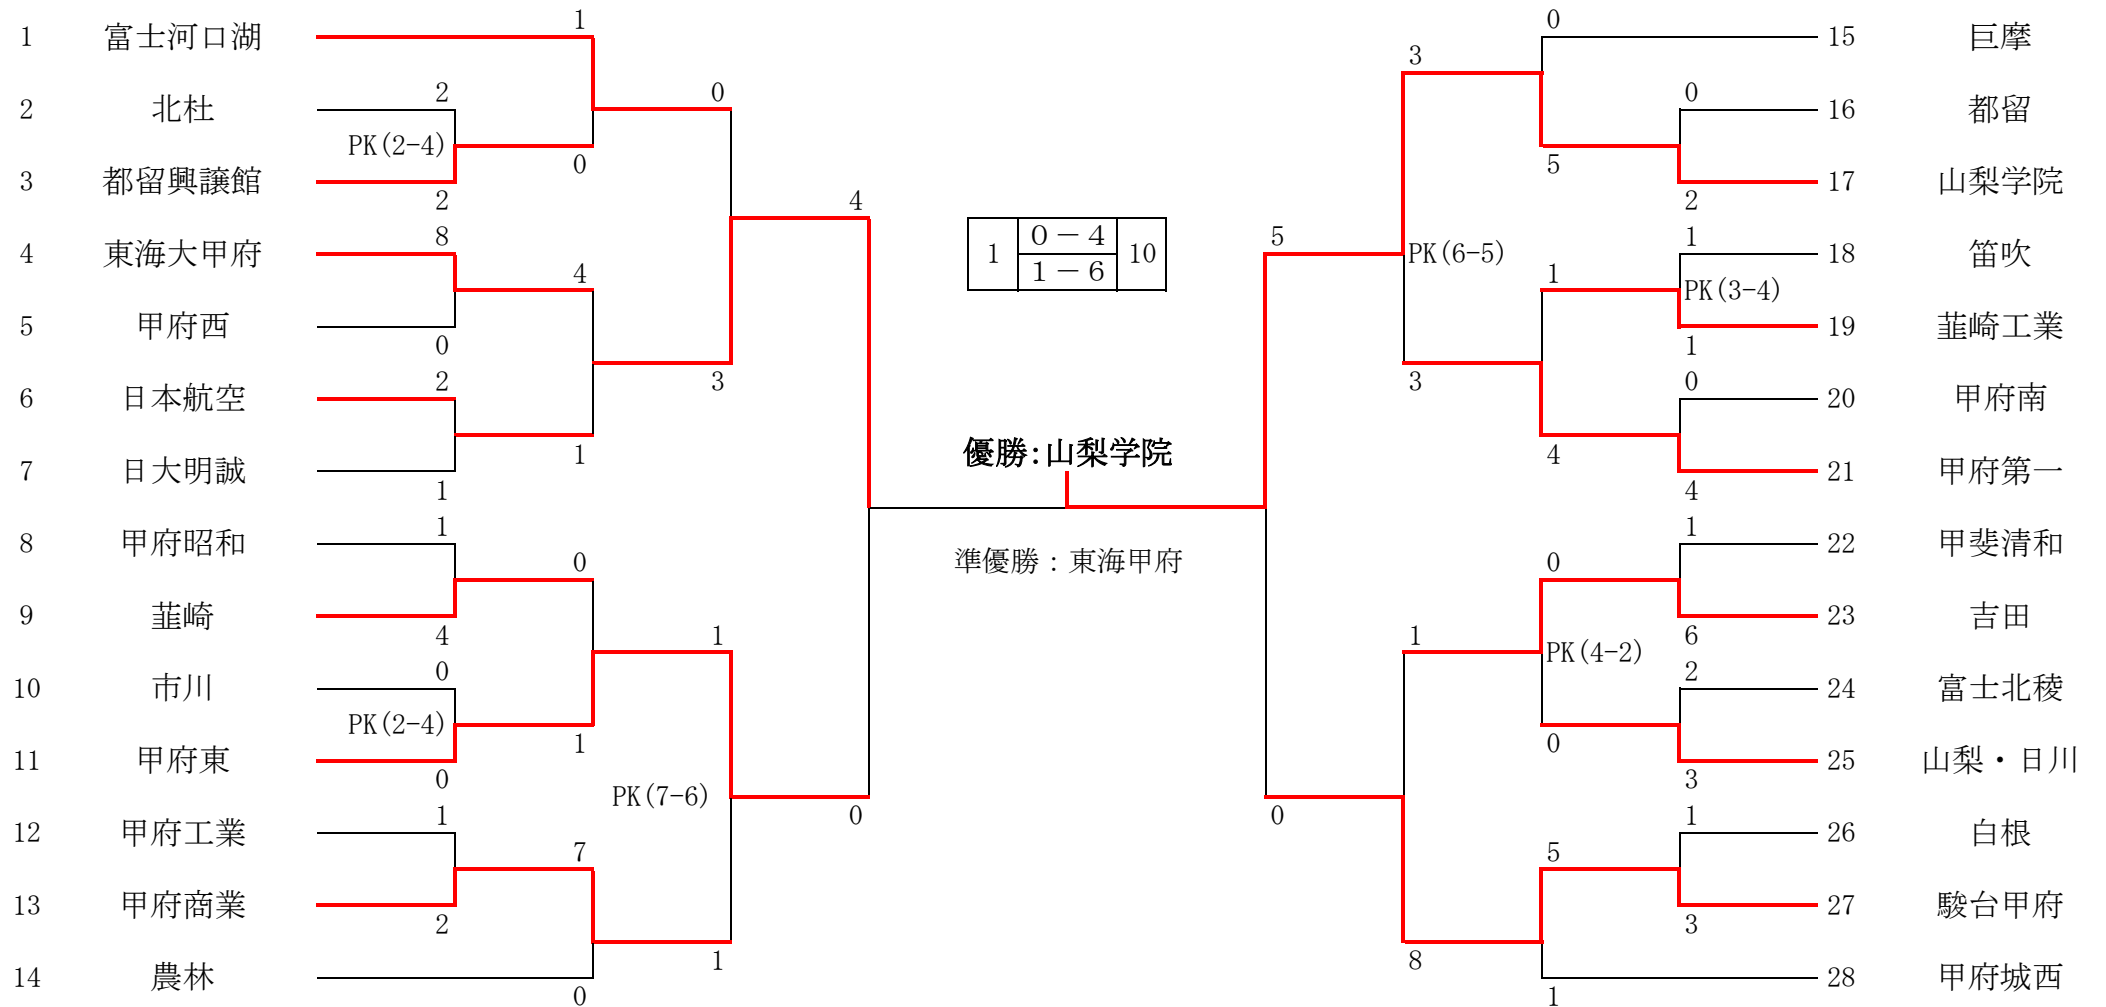 1 富士河口湖 1
2 北杜 2
PK(2-4) 0
3 都留興譲館 2
0
4 東海大甲府 8
4
5 甲府西 0
3
6 日本航空 2
1
7 日大明誠 1
4
8 甲府昭和 1
0
9 韮崎 4
1
10 市川 0
PK(2-4) 1
11 甲府東 0
PK(7-6)
0
12 甲府工業 1
7
13 甲府商業 2
1
14 農林 0
1 0－4 10
1－6
優勝:山梨学院
準優勝：東海甲府
0 15 巨摩
3
0 16 都留
5
2 17 山梨学院
5
PK(6-5)
1 18 笛吹
1 PK(3-4)
1 19 韮崎工業
3
0 20 甲府南
4
4 21 甲府第一
1 22 甲斐清和
0
6 23 吉田
1
PK(4-2)
2 24 富士北稜
0
3 25 山梨・日川
0
1 26 白根
5
3 27 駿台甲府
8
1 28 甲府城西